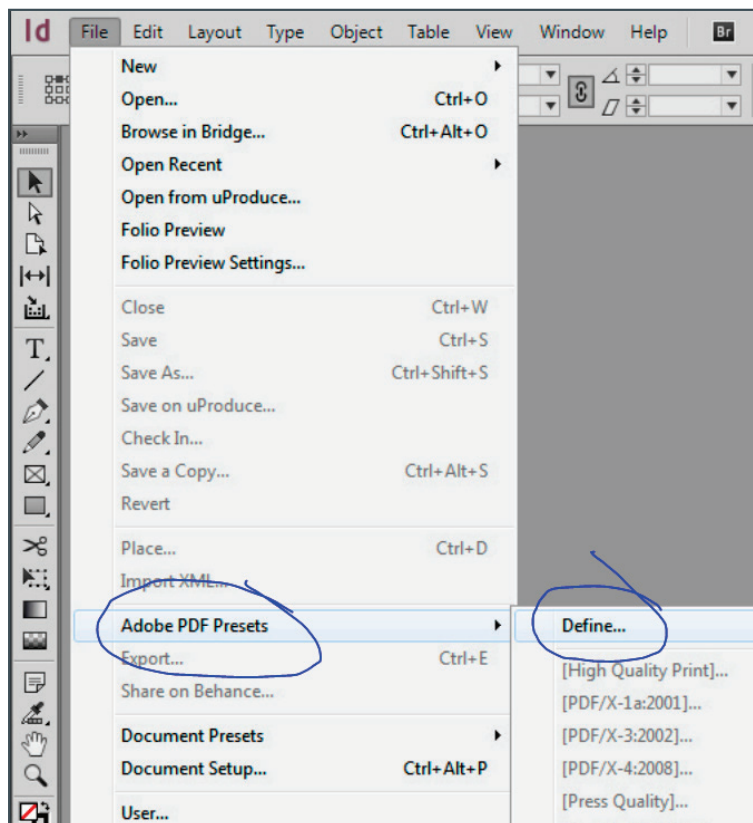 Id File Edit Layout Type Object Table View Window Help Br
New
Open... Ctrl+O
Browse in Bridge... Ctrl+Alt+O
Open Recent
Open from uProduce...
Folio Preview
Folio Preview Settings...
Close Ctrl+W
Save Ctrl+S
Save As... Ctrl+Shift+S
Save on uProduce...
Check In...
Save a Copy... Ctrl+Alt+S
Revert
Place... Ctrl+D
Import XML...
Adobe PDF Presets Define...
Export... Ctrl+E [High Quality Print]...
Share on Behance... [PDF/X-1a:2001]...
Document Presets [PDF/X-3:2002]...
Document Setup... Ctrl+Alt+P [PDF/X-4:2008]...
User... [Press Quality]...